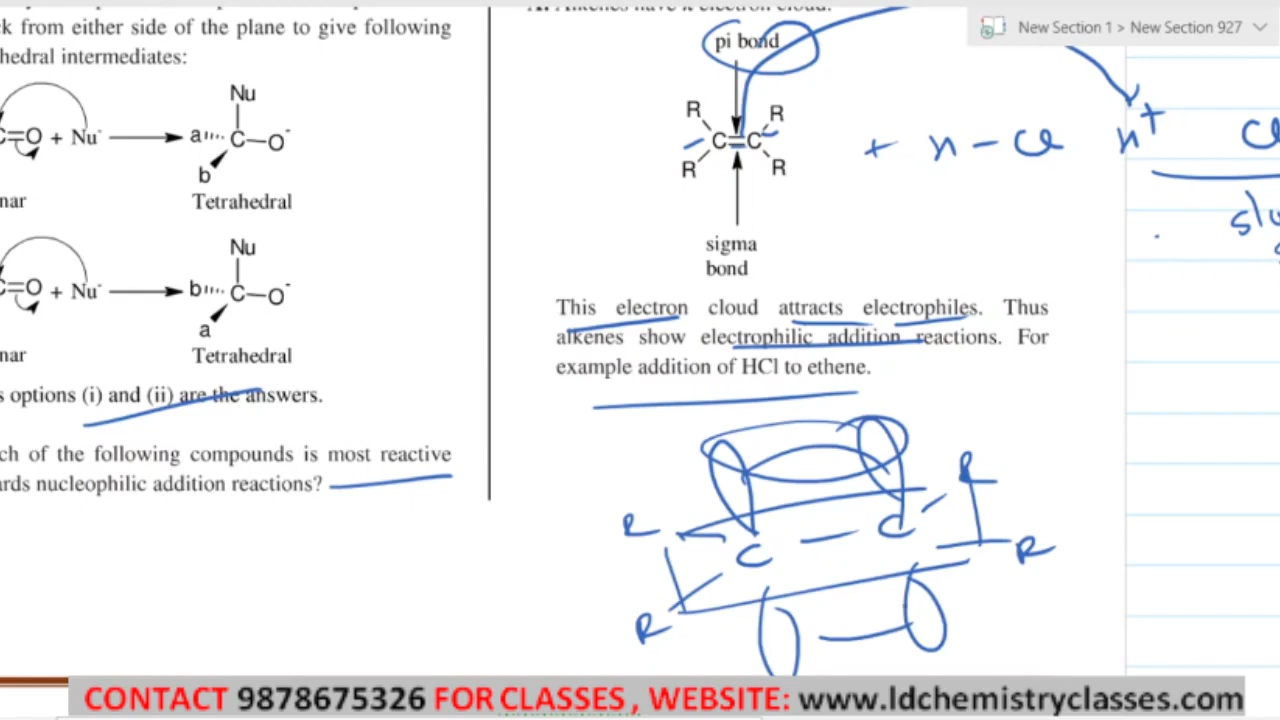 ck from either side of the plane to give following
hedral intermediates:
Nu
C=O + Nu⁻
a C—O⁻
b
nar
Tetrahedral
Nu
C=O + Nu⁻
b C—O⁻
a
nar
Tetrahedral
s options (i) and (ii) are the answers.
ch of the following compounds is most reactive
ards nucleophilic addition reactions?
pi bond
R R
C=C
R R
+ H – Cl H⁺
sigma
bond
This electron cloud attracts electrophiles. Thus
alkenes show electrophilic addition reactions. For
example addition of HCl to ethene.
R R
C – C
R R
New Section 1 > New Section 927
CONTACT 9878675326 FOR CLASSES , WEBSITE: www.ldchemistryclasses.com